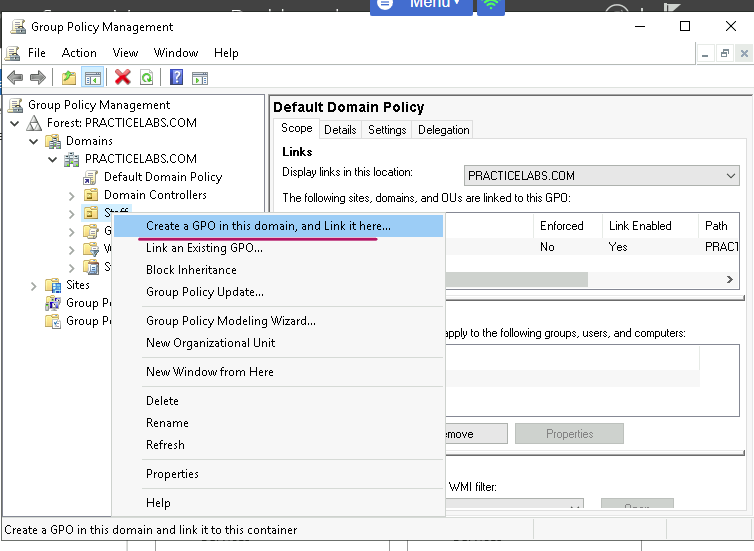 Menu
Group Policy Management
File Action View Window Help
Group Policy Management
Forest: PRACTICELABS.COM
Domains
PRACTICELABS.COM
Default Domain Policy
Domain Controllers
Staff
G
W
S
Sites
Group Po
Group Po
Default Domain Policy
Scope Details Settings Delegation
Links
Display links in this location: PRACTICELABS.COM
The following sites, domains, and OUs are linked to this GPO:
Enforced Link Enabled Path
No Yes PRACT
apply to the following groups, users, and computers:
emove Properties
WMI filter:
Open
Create a GPO in this domain, and Link it here...
Link an Existing GPO...
Block Inheritance
Group Policy Update...
Group Policy Modeling Wizard...
New Organizational Unit
New Window from Here
Delete
Rename
Refresh
Properties
Help
Create a GPO in this domain and link it to this container